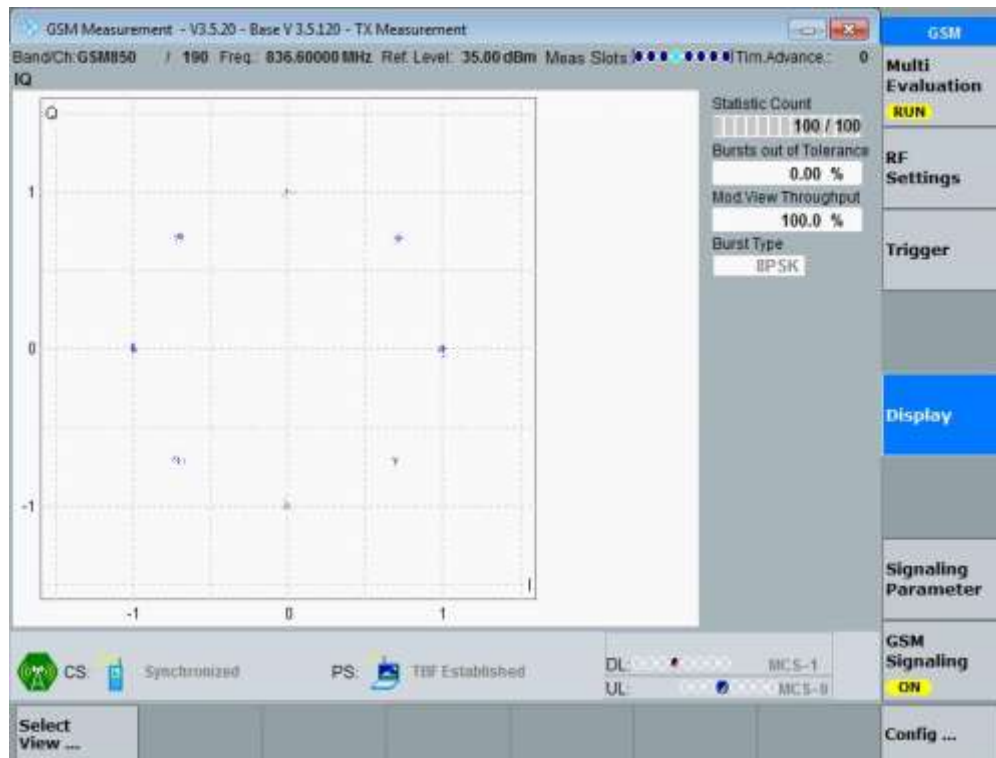 GSM Measurement - V3.5.20 - Base V 3.5.120 - TX Measurement
GSM
Band/Ch: GSM850 / 190 Freq.: 836.60000 MHz Ref. Level: 35.00 dBm Meas Slots: Tim.Advance.: 0
IQ
Multi
Evaluation
RUN
Q
Statistic Count
100 / 100
Bursts out of Tolerance
0.00 %
RF
Settings
1
Mod.View Throughput
100.0 %
Burst Type
8PSK
Trigger
0
Display
-1
I
-1 0 1
Signaling
Parameter
CS: Synchronized PS: TBF Established DL: MCS-1
UL:
GSM
Signaling
ON
Select
View ...
Config ...